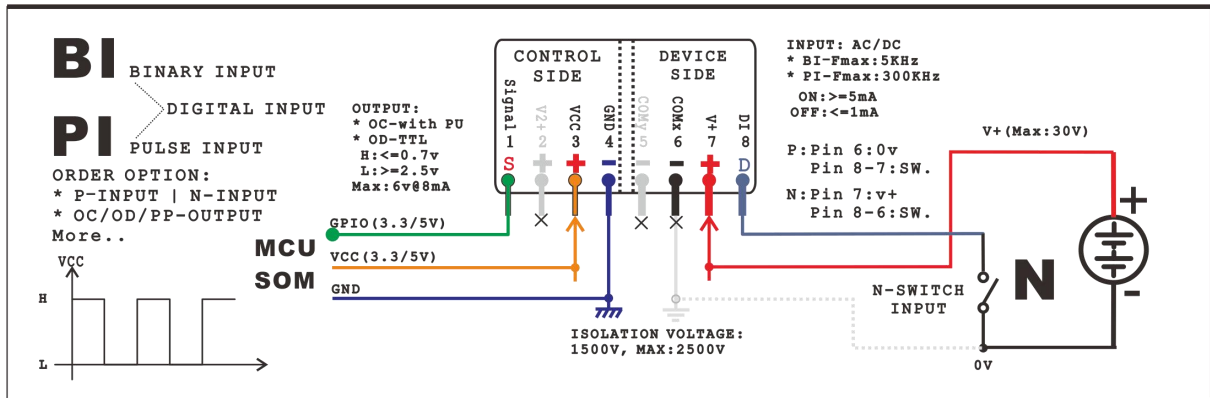 BI BINARY INPUT
DIGITAL INPUT
PI PULSE INPUT
ORDER OPTION:
* P-INPUT | N-INPUT
* OC/OD/PP-OUTPUT
More..
VCC
H
L
OUTPUT:
* OC-with PU
* OD-TTL
H:<=0.7v
L:>=2.5v
Max:6v@8mA
MCU
SOM
GPIO(3.3/5V)
VCC(3.3/5V)
GND
CONTROL SIDE
DEVICE SIDE
Signal 1
V2+ 2
VCC 3
GND 4
COMy 5
COMx 6
V+ 7
DI 8
S
D
ISOLATION VOLTAGE:
1500V, MAX:2500V
INPUT: AC/DC
* BI-Fmax:5KHz
* PI-Fmax:300KHz
ON:>=5mA
OFF:<=1mA
P:Pin 6:0v
Pin 8-7:SW.
N:Pin 7:v+
Pin 8-6:SW.
V+(Max:30V)
N-SWITCH
INPUT
N
0V